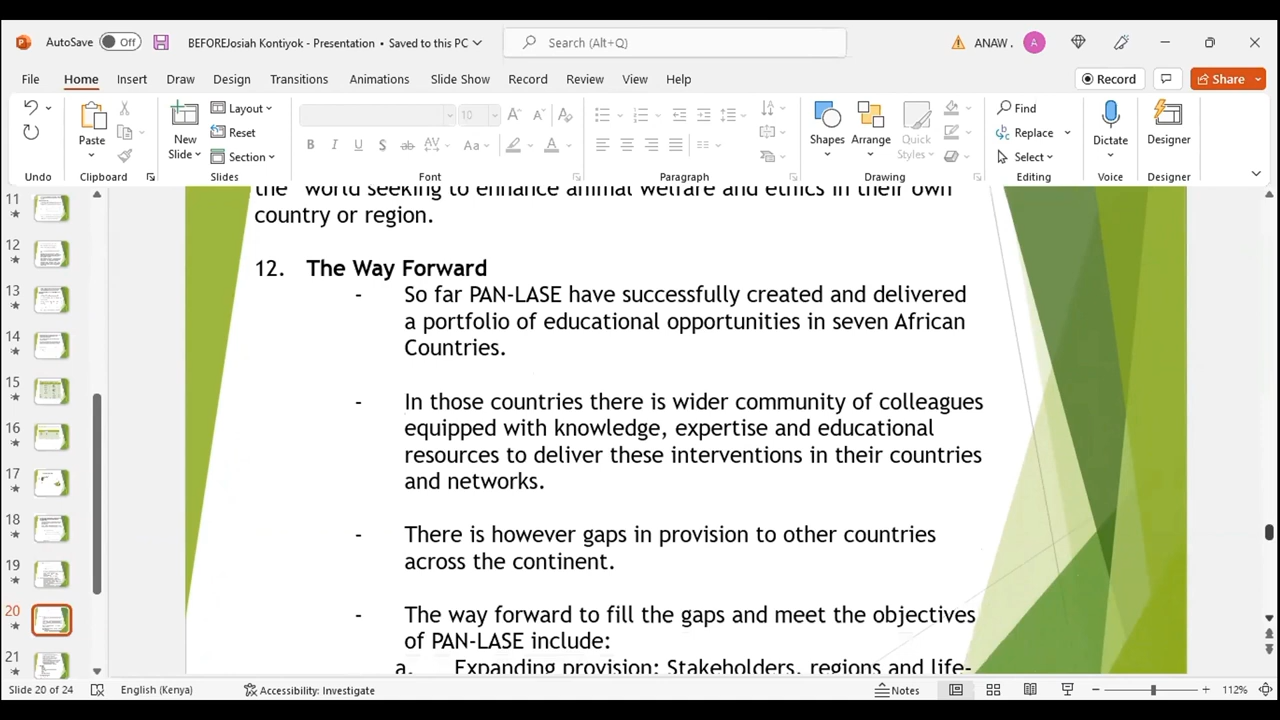 AutoSave Off BEFOREJosiah Kontiyok - Presentation • Saved to this PC Search (Alt+Q) ANAW . A
File Home Insert Draw Design Transitions Animations Slide Show Record Review View Help Record Share
Paste New Slide Layout Reset Section 10 Shapes Arrange Quick Styles Find Replace Select Dictate Designer
Undo Clipboard Slides Font Paragraph Drawing Editing Voice Designer
the world seeking to enhance animal welfare and ethics in their own
country or region.
12. The Way Forward
- So far PAN-LASE have successfully created and delivered
a portfolio of educational opportunities in seven African
Countries.
- In those countries there is wider community of colleagues
equipped with knowledge, expertise and educational
resources to deliver these interventions in their countries
and networks.
- There is however gaps in provision to other countries
across the continent.
- The way forward to fill the gaps and meet the objectives
of PAN-LASE include:
a. Expanding provision: Stakeholders, regions and life-
11
12
13
14
15
16
17
18
19
20
21
Slide 20 of 24 English (Kenya) Accessibility: Investigate Notes 112%